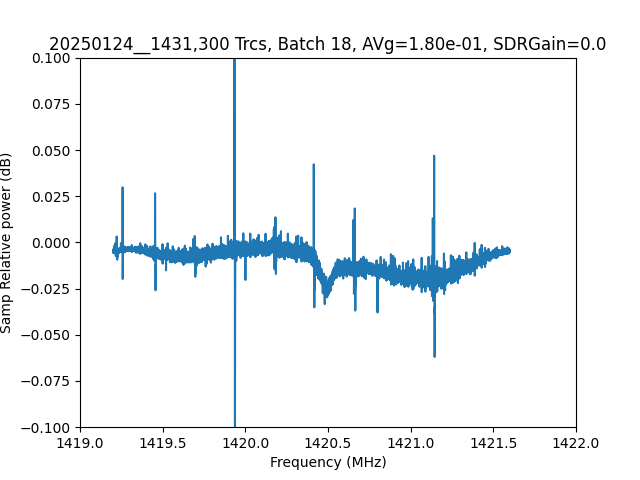 20250124__1431,300 Trcs, Batch 18, AVg=1.80e-01, SDRGain=0.0
0.100
0.075
0.050
0.025
0.000
−0.025
−0.050
−0.075
−0.100
Samp Relative power (dB)
1419.0 1419.5 1420.0 1420.5 1421.0 1421.5 1422.0
Frequency (MHz)